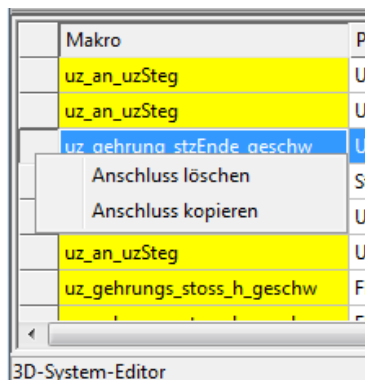 Makro P
uz_an_uzSteg U
uz_an_uzSteg U
uz_gehrung_stzEnde_geschw U
Anschluss löschen
Anschluss kopieren
uz_an_uzSteg U
uz_gehrungs_stoss_h_geschw F
3D-System-Editor